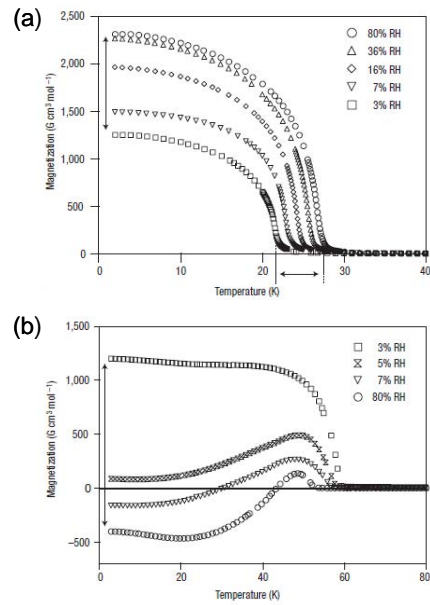 (a)
2,500
2,000
1,500
1,000
500
0
Magnetization (G cm³ mol⁻¹)
80% RH
36% RH
16% RH
7% RH
3% RH
0 10 20 30 40
Temperature (K)
(b)
1,500
1,000
500
0
−500
Magnetization (G cm³ mol⁻¹)
3% RH
5% RH
7% RH
80% RH
0 20 40 60 80
Temperature (K)